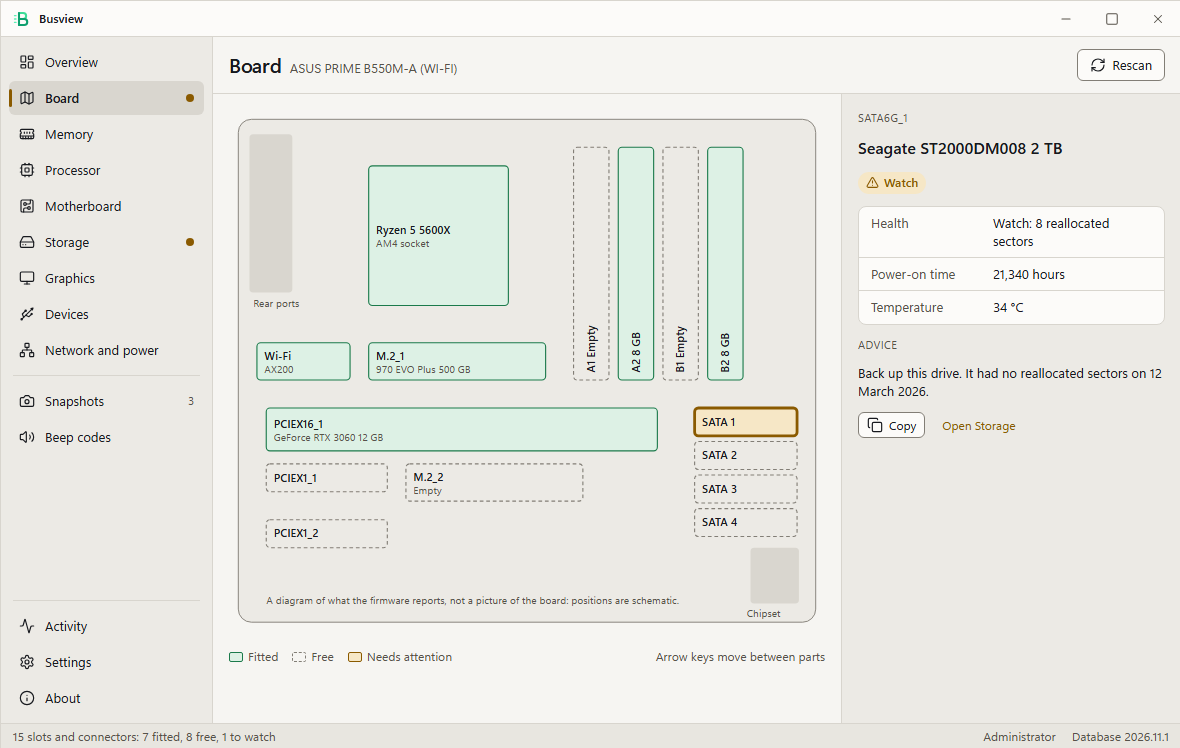 Busview
Overview
Board
Memory
Processor
Motherboard
Storage
Graphics
Devices
Network and power
Snapshots 3
Beep codes
Activity
Settings
About
Board ASUS PRIME B550M-A (WI-FI)
Rescan
Rear ports
Ryzen 5 5600X
AM4 socket
A1 Empty
A2 8 GB
B1 Empty
B2 8 GB
Wi-Fi
AX200
M.2_1
970 EVO Plus 500 GB
PCIEX16_1
GeForce RTX 3060 12 GB
PCIEX1_1
M.2_2
Empty
PCIEX1_2
SATA 1
SATA 2
SATA 3
SATA 4
Chipset
A diagram of what the firmware reports, not a picture of the board: positions are schematic.
Fitted
Free
Needs attention
Arrow keys move between parts
SATA6G_1
Seagate ST2000DM008 2 TB
Watch
Health Watch: 8 reallocated
sectors
Power-on time 21,340 hours
Temperature 34 °C
ADVICE
Back up this drive. It had no reallocated sectors on 12
March 2026.
Copy
Open Storage
15 slots and connectors: 7 fitted, 8 free, 1 to watch
Administrator
Database 2026.11.1